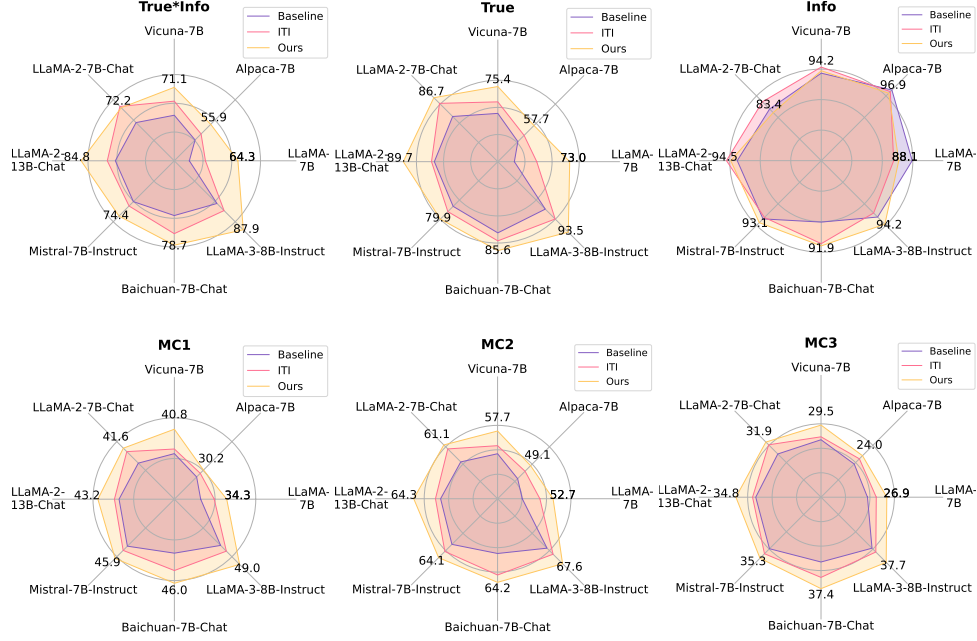 True*Info
Baseline
ITI
Ours
Vicuna-7B
LLaMA-2-7B-Chat
Alpaca-7B
71.1
72.2
55.9
LLaMA-2-
13B-Chat
84.8
64.3
LLaMA-
7B
74.4
87.9
78.7
Mistral-7B-Instruct
LLaMA-3-8B-Instruct
Baichuan-7B-Chat
True
Baseline
ITI
Ours
Vicuna-7B
LLaMA-2-7B-Chat
Alpaca-7B
75.4
86.7
57.7
LLaMA-2-
13B-Chat
89.7
73.0
LLaMA-
7B
79.9
93.5
85.6
Mistral-7B-Instruct
LLaMA-3-8B-Instruct
Baichuan-7B-Chat
Info
Baseline
ITI
Ours
Vicuna-7B
94.2
LLaMA-2-7B-Chat
Alpaca-7B
96.9
83.4
LLaMA-2-
13B-Chat
94.5
88.1
LLaMA-
7B
93.1
94.2
91.9
Mistral-7B-Instruct
LLaMA-3-8B-Instruct
Baichuan-7B-Chat
MC1
Baseline
ITI
Ours
Vicuna-7B
LLaMA-2-7B-Chat
Alpaca-7B
40.8
41.6
30.2
LLaMA-2-
13B-Chat
43.2
34.3
LLaMA-
7B
45.9
49.0
46.0
Mistral-7B-Instruct
LLaMA-3-8B-Instruct
Baichuan-7B-Chat
MC2
Baseline
ITI
Ours
Vicuna-7B
LLaMA-2-7B-Chat
Alpaca-7B
57.7
61.1
49.1
LLaMA-2-
13B-Chat
64.3
52.7
LLaMA-
7B
64.1
67.6
64.2
Mistral-7B-Instruct
LLaMA-3-8B-Instruct
Baichuan-7B-Chat
MC3
Baseline
ITI
Ours
Vicuna-7B
LLaMA-2-7B-Chat
Alpaca-7B
29.5
31.9
24.0
LLaMA-2-
13B-Chat
34.8
26.9
LLaMA-
7B
35.3
37.7
37.4
Mistral-7B-Instruct
LLaMA-3-8B-Instruct
Baichuan-7B-Chat